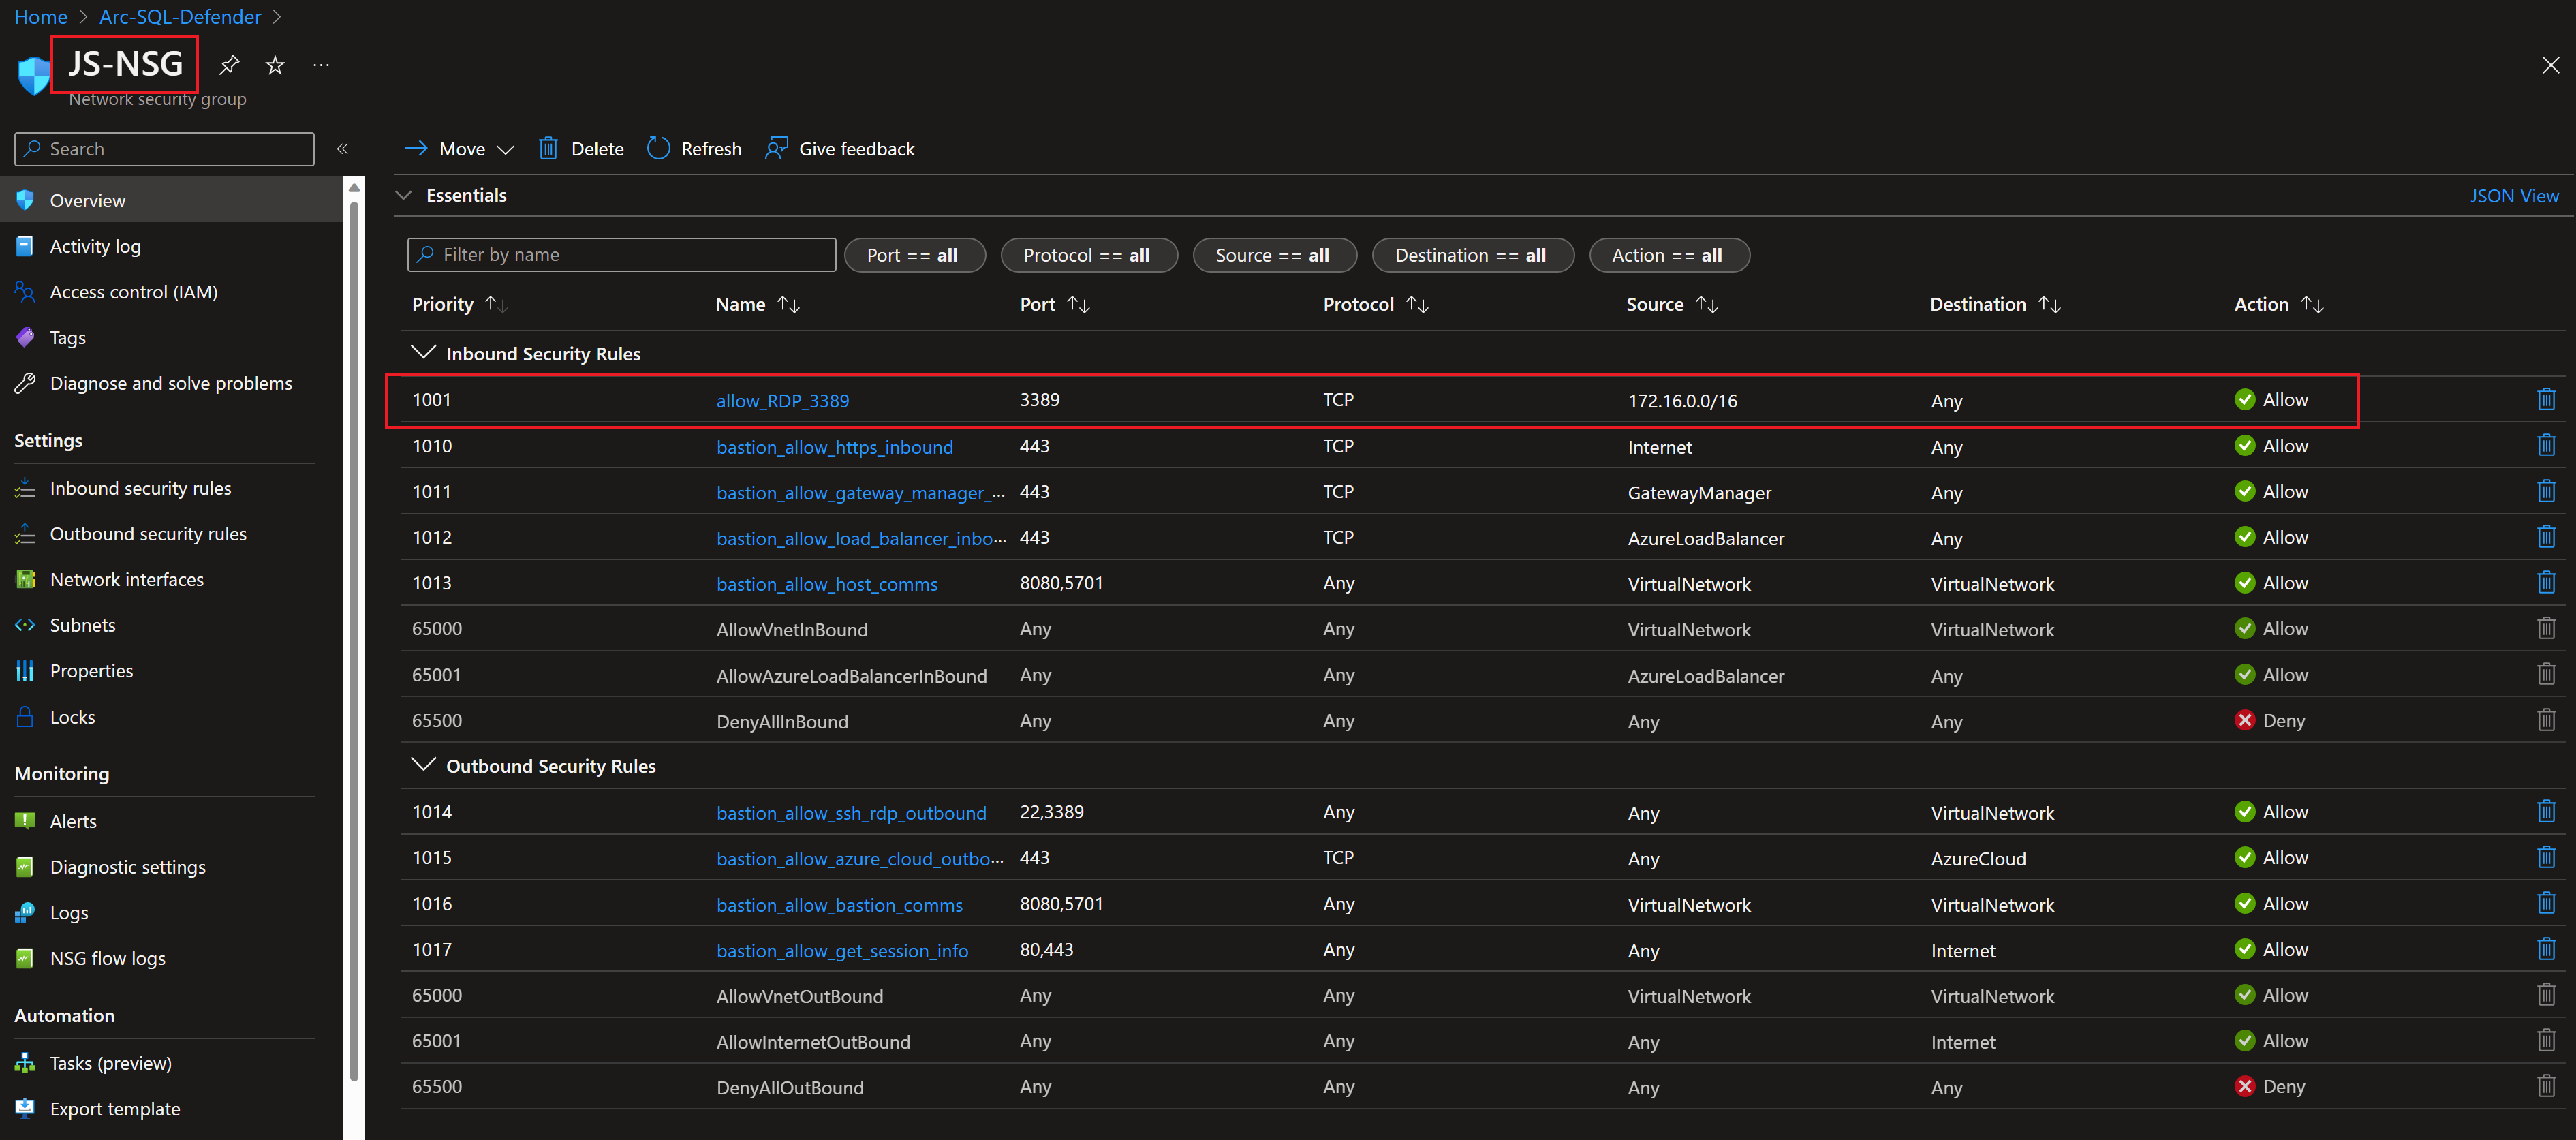 Home > Arc-SQL-Defender >
JS-NSG
Network security group
Search
Move Delete Refresh Give feedback
Overview
Activity log
Access control (IAM)
Tags
Diagnose and solve problems
Settings
Inbound security rules
Outbound security rules
Network interfaces
Subnets
Properties
Locks
Monitoring
Alerts
Diagnostic settings
Logs
NSG flow logs
Automation
Tasks (preview)
Export template
Essentials JSON View
Filter by name Port == all Protocol == all Source == all Destination == all Action == all
Priority Name Port Protocol Source Destination Action
Inbound Security Rules
1001 allow_RDP_3389 3389 TCP 172.16.0.0/16 Any Allow
1010 bastion_allow_https_inbound 443 TCP Internet Any Allow
1011 bastion_allow_gateway_manager_... 443 TCP GatewayManager Any Allow
1012 bastion_allow_load_balancer_inbo... 443 TCP AzureLoadBalancer Any Allow
1013 bastion_allow_host_comms 8080,5701 Any VirtualNetwork VirtualNetwork Allow
65000 AllowVnetInBound Any Any VirtualNetwork VirtualNetwork Allow
65001 AllowAzureLoadBalancerInBound Any Any AzureLoadBalancer Any Allow
65500 DenyAllInBound Any Any Any Any Deny
Outbound Security Rules
1014 bastion_allow_ssh_rdp_outbound 22,3389 Any Any VirtualNetwork Allow
1015 bastion_allow_azure_cloud_outbo... 443 TCP Any AzureCloud Allow
1016 bastion_allow_bastion_comms 8080,5701 Any VirtualNetwork VirtualNetwork Allow
1017 bastion_allow_get_session_info 80,443 Any Any Internet Allow
65000 AllowVnetOutBound Any Any VirtualNetwork VirtualNetwork Allow
65001 AllowInternetOutBound Any Any Any Internet Allow
65500 DenyAllOutBound Any Any Any Any Deny